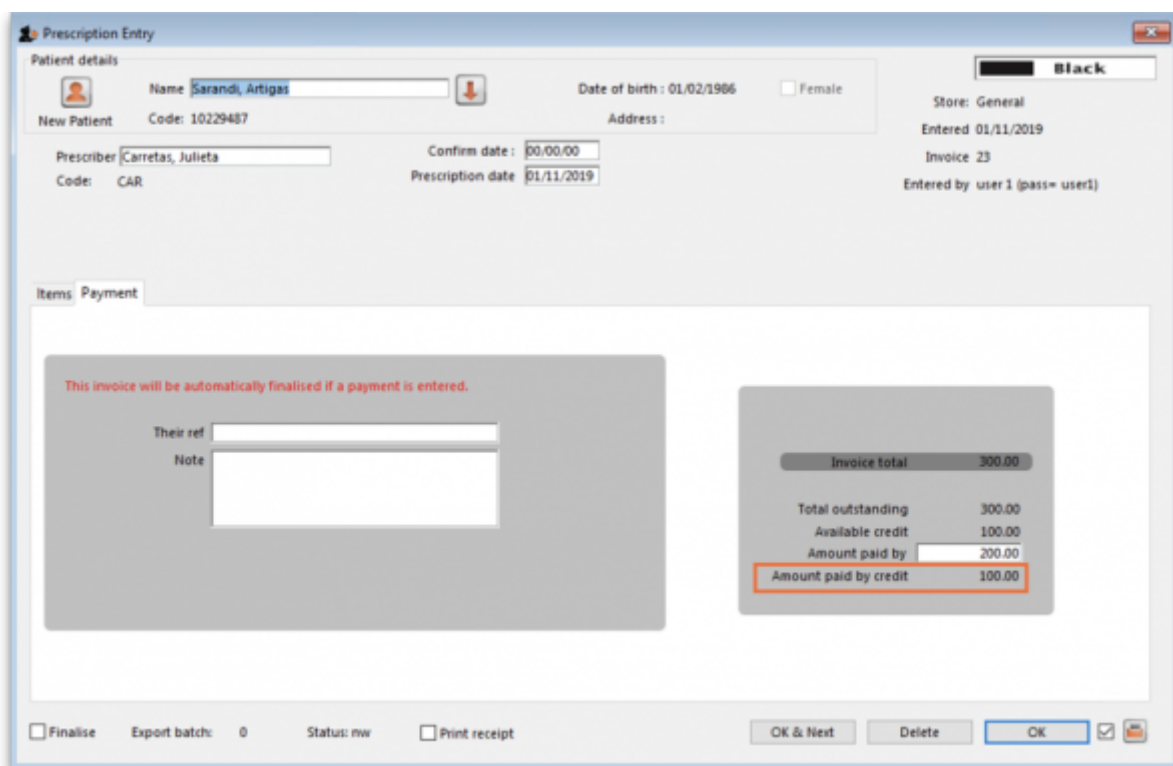 Prescription Entry
Patient details
Name Sarandi, Artigas
Date of birth : 01/02/1986
Female
Black
New Patient
Code: 10229487
Address :
Store: General
Entered 01/11/2019
Prescriber Carretas, Julieta
Confirm date : 00/00/00
Invoice 23
Code: CAR
Prescription date 01/11/2019
Entered by user 1 (pass= user1)
Items Payment
This invoice will be automatically finalised if a payment is entered.
Their ref
Note
Invoice total 300.00
Total outstanding 300.00
Available credit 100.00
Amount paid by 200.00
Amount paid by credit 100.00
Finalise Export batch: 0 Status: nw Print receipt OK & Next Delete OK